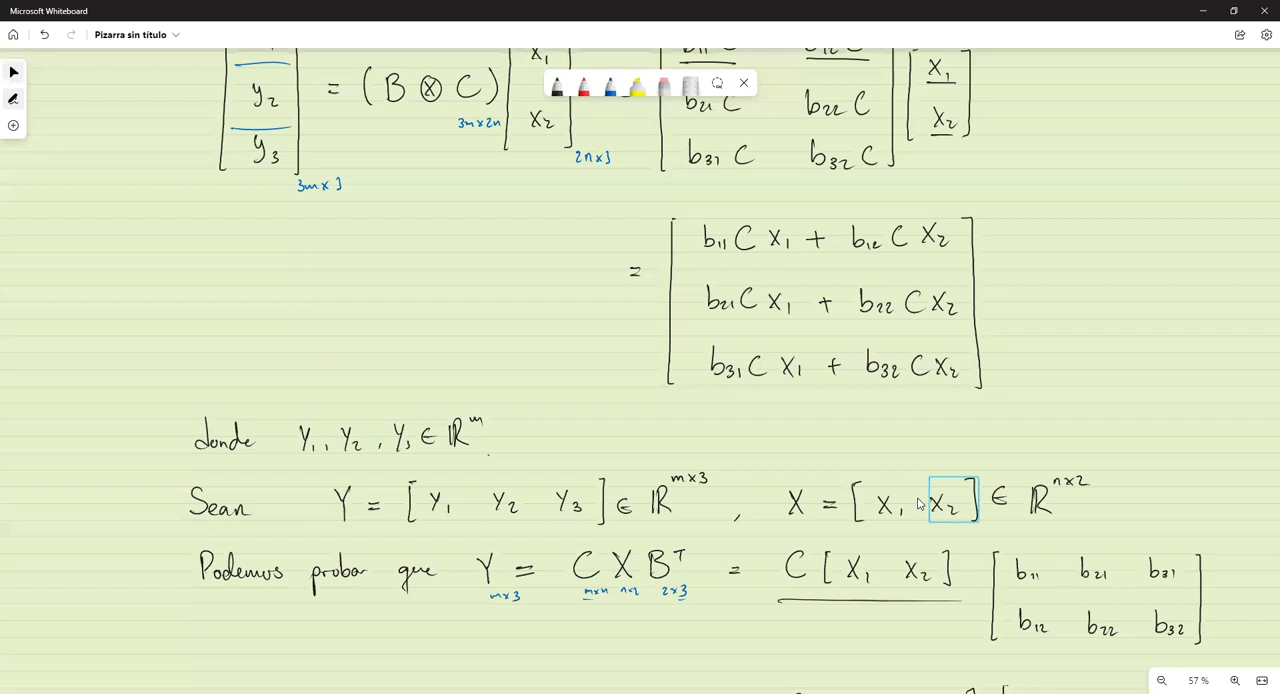 Microsoft Whiteboard
Pizarra sin título
[ y2 y3 ] 3m×1 = (B ⊗ C) 3m×2n [ x1 x2 ] 2n×1 [ b11 C b12 C ; b21 C b22 C ; b31 C b32 C ] [ x1 x2 ]
= [ b11 C x1 + b12 C x2
b21 C x1 + b22 C x2
b31 C x1 + b32 C x2 ]
donde y1, y2, y3 ∈ ℝ^m.
Sean Y = [ y1 y2 y3 ] ∈ ℝ^{m×3}, X = [ x1 x2 ] ∈ ℝ^{n×2}
Podemos probar que Y = C X B^T = C [ x1 x2 ] [ b11 b21 b31
m×3 m×n n×2 2×3 b12 b22 b32 ]
57 %